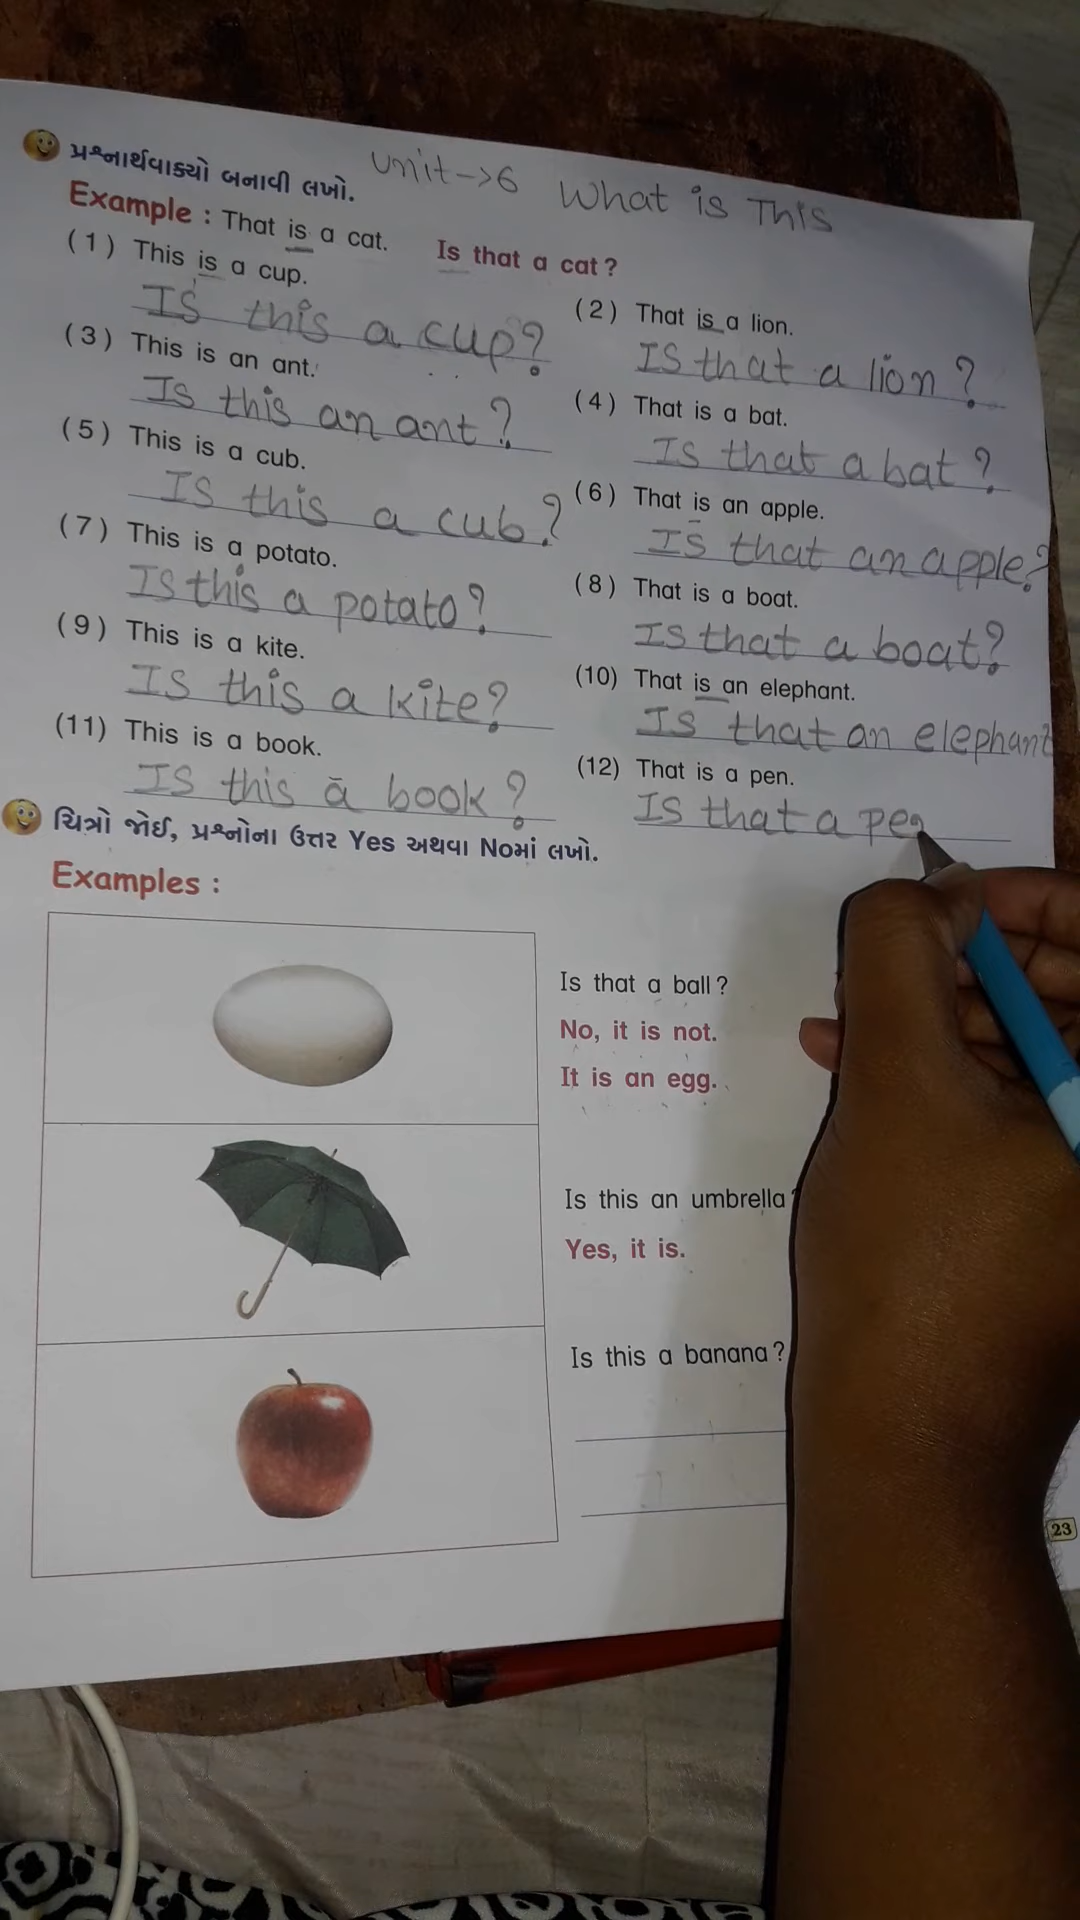 પ્રશ્નાર્થવાક્યો બનાવી લખો.
Unit->6 What is This
Example : That is a cat. Is that a cat ?
( 1 ) This is a cup.
Is this a cup?
( 2 ) That is a lion.
Is that a lion ?
( 3 ) This is an ant.
Is this an ant ?
( 4 ) That is a bat.
Is that a bat ?
( 5 ) This is a cub.
Is this a cub?
( 6 ) That is an apple.
Is that an apple?
( 7 ) This is a potato.
Is this a potato?
( 8 ) That is a boat.
Is that a boat?
( 9 ) This is a kite.
Is this a kite?
(10) That is an elephant.
Is that an elephant
(11) This is a book.
Is this a book ?
(12) That is a pen.
Is that a pen
ચિત્રો જોઈ, પ્રશ્નોના ઉત્તર Yes અથવા Noમાં લખો.
Examples :
Is that a ball ?
No, it is not.
It is an egg.
Is this an umbrella ?
Yes, it is.
Is this a banana ?
23